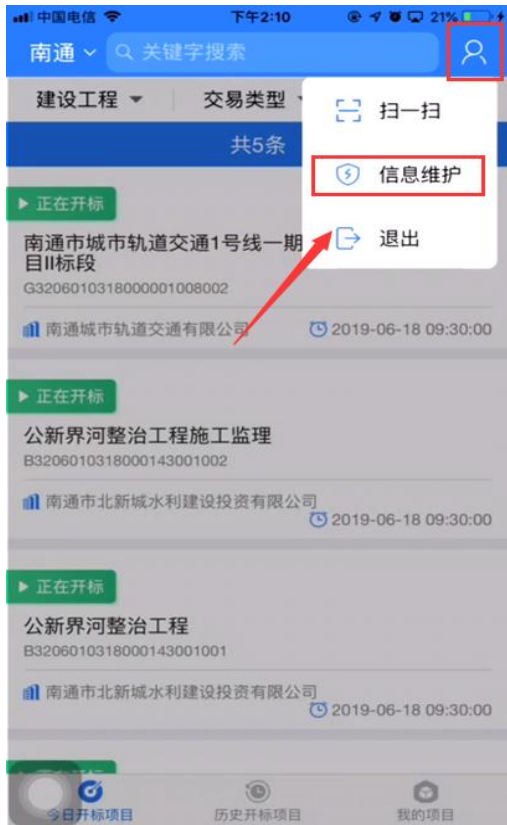 中国电信 下午2:10 21%
南通 关键字搜索
建设工程 交易类型
扫一扫
共5条
信息维护
正在开标
退出
南通市城市轨道交通1号线一期
目II标段
G3206010318000001008002
南通城市轨道交通有限公司 2019-06-18 09:30:00
正在开标
公新界河整治工程施工监理
B3206010318000143001002
南通市北新城水利建设投资有限公司
2019-06-18 09:30:00
正在开标
公新界河整治工程
B3206010318000143001001
南通市北新城水利建设投资有限公司
2019-06-18 09:30:00
今日开标项目 历史开标项目 我的项目